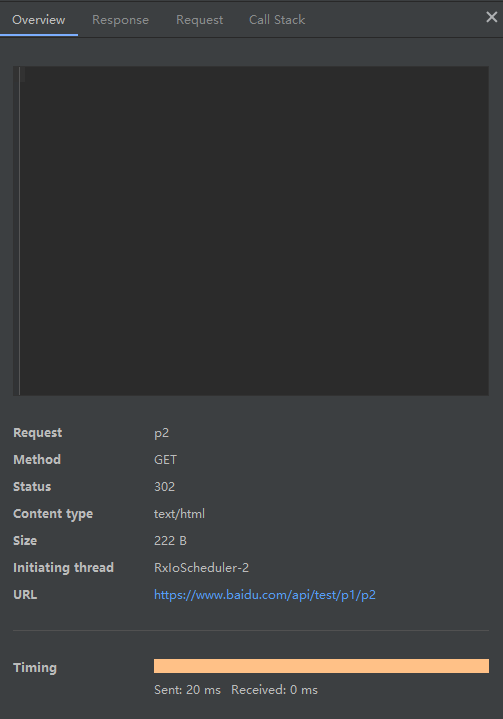 Overview Response Request Call Stack
Request p2
Method GET
Status 302
Content type text/html
Size 222 B
Initiating thread RxIoScheduler-2
URL https://www.baidu.com/api/test/p1/p2
Timing
Sent: 20 ms Received: 0 ms